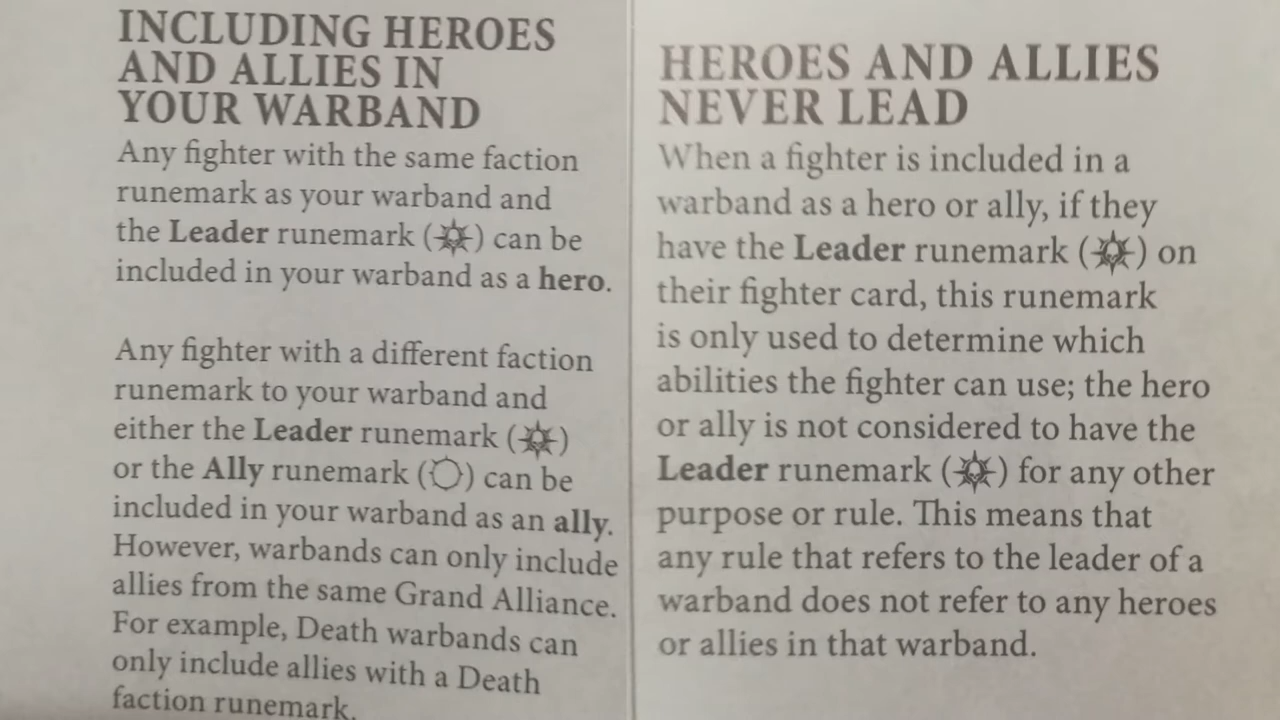 INCLUDING HEROES
AND ALLIES IN
YOUR WARBAND
Any fighter with the same faction
runemark as your warband and
the Leader runemark () can be
included in your warband as a hero.
Any fighter with a different faction
runemark to your warband and
either the Leader runemark ()
or the Ally runemark () can be
included in your warband as an ally.
However, warbands can only include
allies from the same Grand Alliance.
For example, Death warbands can
only include allies with a Death
faction runemark.
HEROES AND ALLIES
NEVER LEAD
When a fighter is included in a
warband as a hero or ally, if they
have the Leader runemark () on
their fighter card, this runemark
is only used to determine which
abilities the fighter can use; the hero
or ally is not considered to have the
Leader runemark () for any other
purpose or rule. This means that
any rule that refers to the leader of a
warband does not refer to any heroes
or allies in that warband.